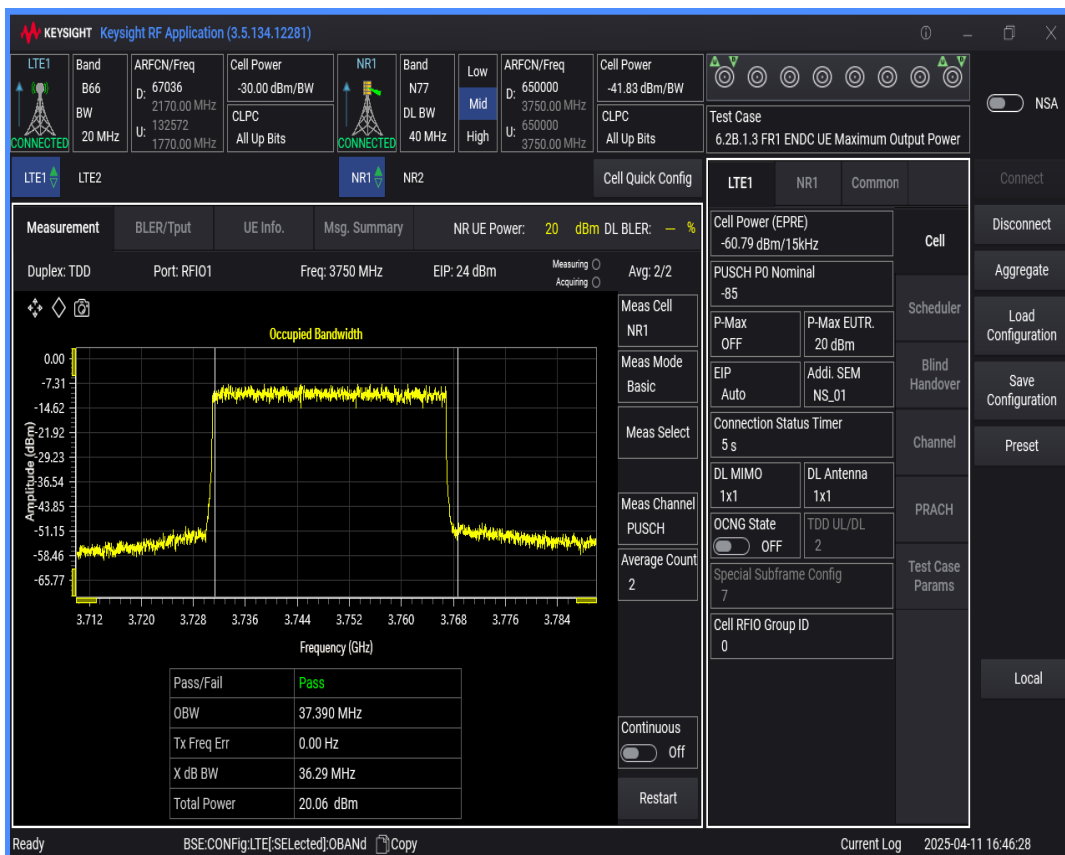 KEYSIGHT Keysight RF Application (3.5.134.12281)
LTE1 Band ARFCN/Freq Cell Power NR1 Band Low ARFCN/Freq Cell Power
B66 D: 67036 -30.00 dBm/BW N77 D: 650000 -41.83 dBm/BW
2170.00 MHz 3750.00 MHz
BW CLPC DL BW Mid CLPC Test Case NSA
CONNECTED 20 MHz U: 132572 All Up Bits CONNECTED 40 MHz High U: 650000 All Up Bits 6.2B.1.3 FR1 ENDC UE Maximum Output Power
1770.00 MHz 3750.00 MHz
LTE1 LTE2 NR1 NR2 Cell Quick Config LTE1 NR1 Common Connect
Measurement BLER/Tput UE Info. Msg. Summary NR UE Power: 20 dBm DL BLER: — %
Duplex: TDD Port: RFIO1 Freq: 3750 MHz EIP: 24 dBm Measuring Avg: 2/2
Acquiring
Occupied Bandwidth
Amplitude (dBm)
0.00
-7.31
-14.62
-21.92
-29.23
-36.54
-43.85
-51.15
-58.46
-65.77
3.712 3.720 3.728 3.736 3.744 3.752 3.760 3.768 3.776 3.784
Frequency (GHz)
Pass/Fail Pass
OBW 37.390 MHz
Tx Freq Err 0.00 Hz
X dB BW 36.29 MHz
Total Power 20.06 dBm
Meas Cell
NR1
Meas Mode
Basic
Meas Select
Meas Channel
PUSCH
Average Count
2
Continuous
Off
Restart
Cell Power (EPRE)
-60.79 dBm/15kHz
PUSCH P0 Nominal
-85
P-Max P-Max EUTR.
OFF 20 dBm
EIP Addi. SEM
Auto NS_01
Connection Status Timer
5 s
DL MIMO DL Antenna
1x1 1x1
OCNG State TDD UL/DL
OFF 2
Special Subframe Config
7
Cell RFIO Group ID
0
Cell
Scheduler
Blind
Handover
Channel
PRACH
Test Case
Params
Disconnect
Aggregate
Load
Configuration
Save
Configuration
Preset
Local
Ready BSE:CONFig:LTE[:SELected]:OBANd Copy Current Log 2025-04-11 16:46:28